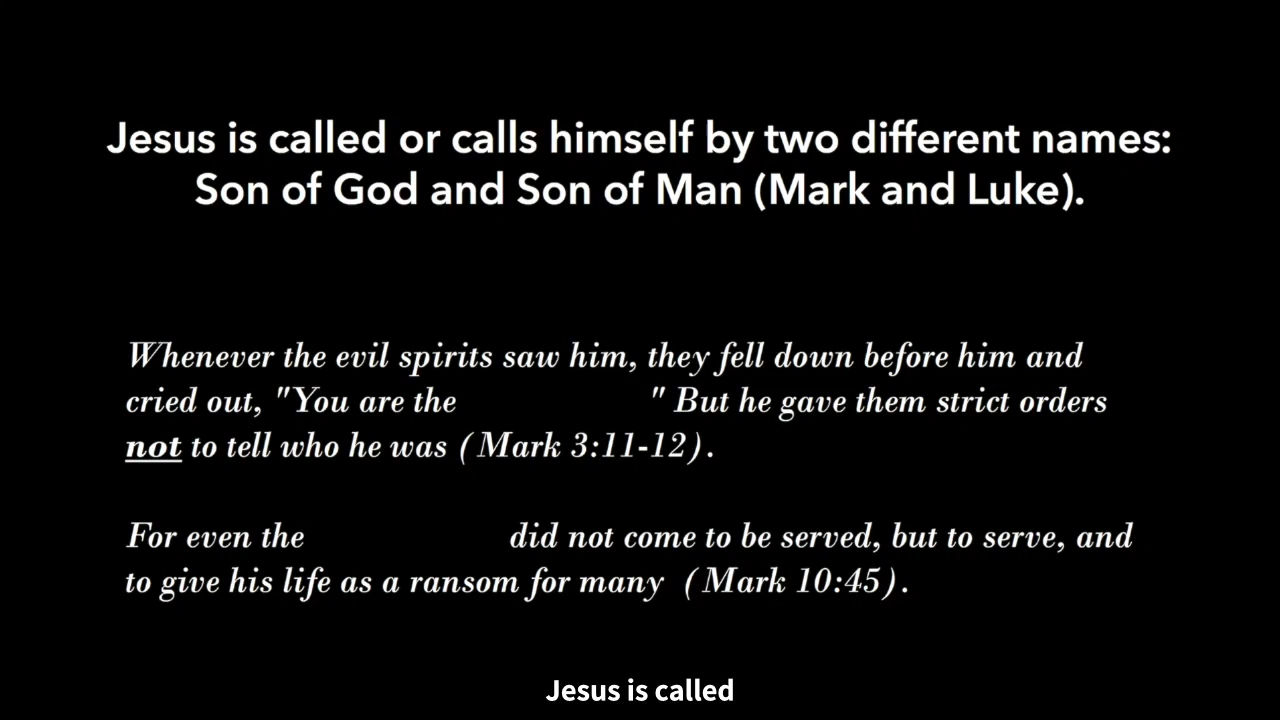 Jesus is called or calls himself by two different names:
Son of God and Son of Man (Mark and Luke).
Whenever the evil spirits saw him, they fell down before him and
cried out, "You are the " But he gave them strict orders
not to tell who he was (Mark 3:11-12).
For even the did not come to be served, but to serve, and
to give his life as a ransom for many (Mark 10:45).
Jesus is called